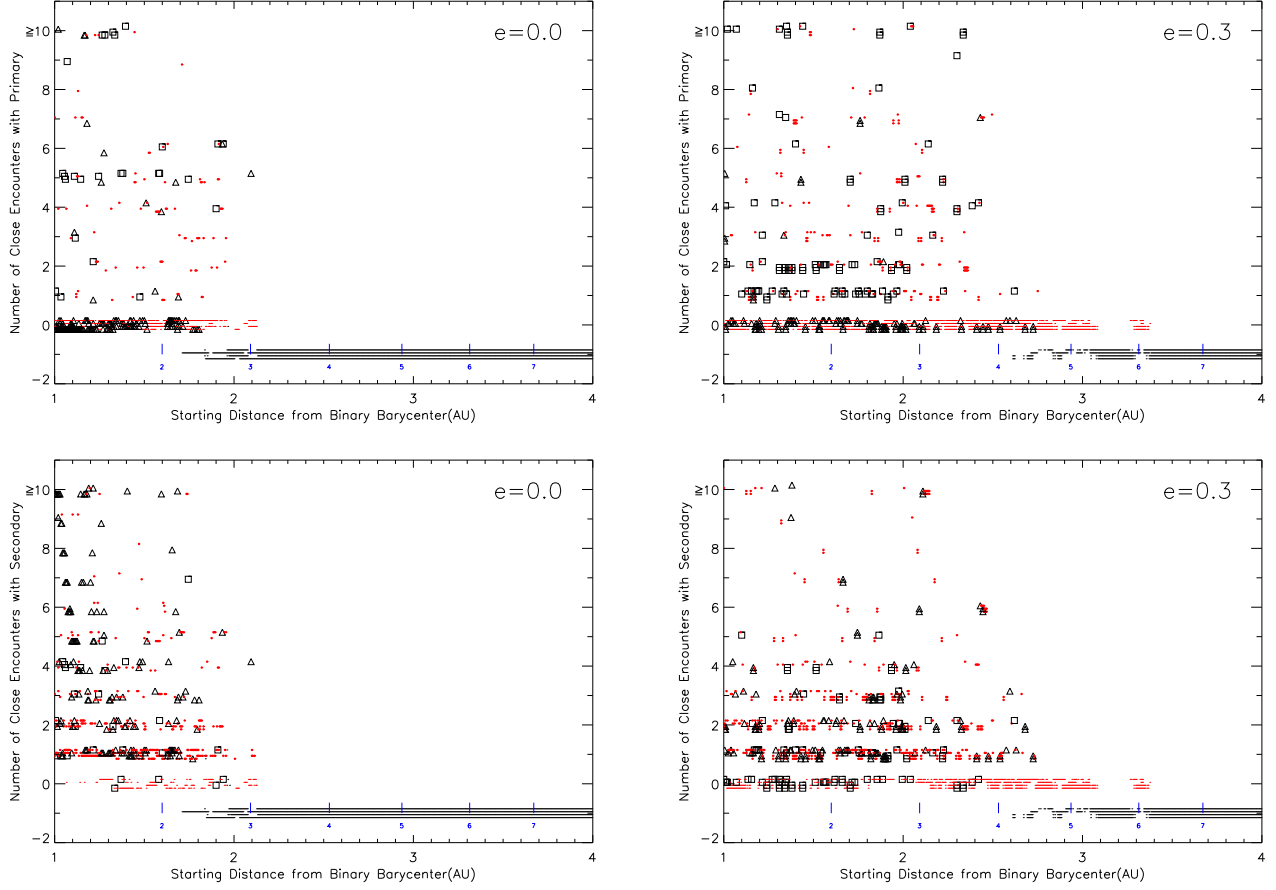 e=0.0
Number of Close Encounters with Primary
≥10
8
6
4
2
0
−2
2 3 4 5 6 7
1 2 3 4
Starting Distance from Binary Barycenter(AU)
e=0.3
Number of Close Encounters with Primary
≥10
8
6
4
2
0
−2
2 3 4 5 6 7
1 2 3 4
Starting Distance from Binary Barycenter(AU)
e=0.0
Number of Close Encounters with Secondary
≥10
8
6
4
2
0
−2
2 3 4 5 6 7
1 2 3 4
Starting Distance from Binary Barycenter(AU)
e=0.3
Number of Close Encounters with Secondary
≥10
8
6
4
2
0
−2
2 3 4 5 6 7
1 2 3 4
Starting Distance from Binary Barycenter(AU)